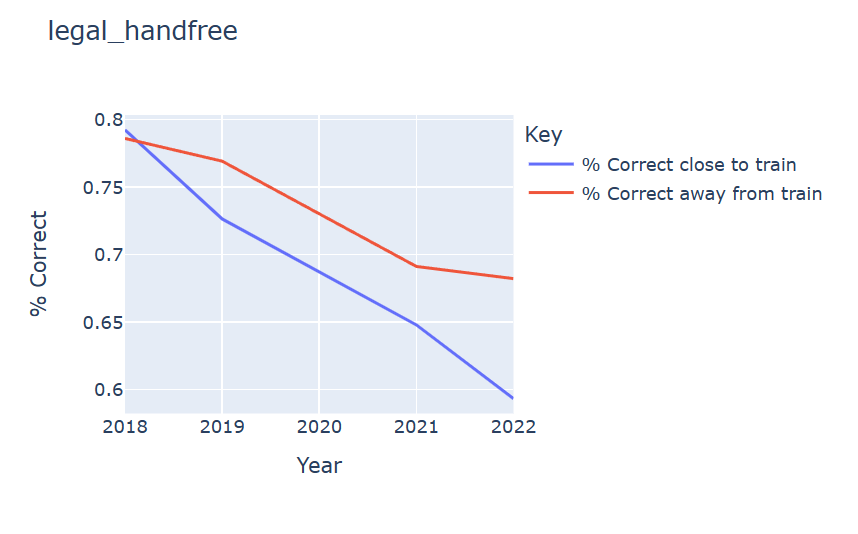 legal_handfree
0.8
0.75
0.7
0.65
0.6
% Correct
2018 2019 2020 2021 2022
Year
Key
% Correct close to train
% Correct away from train